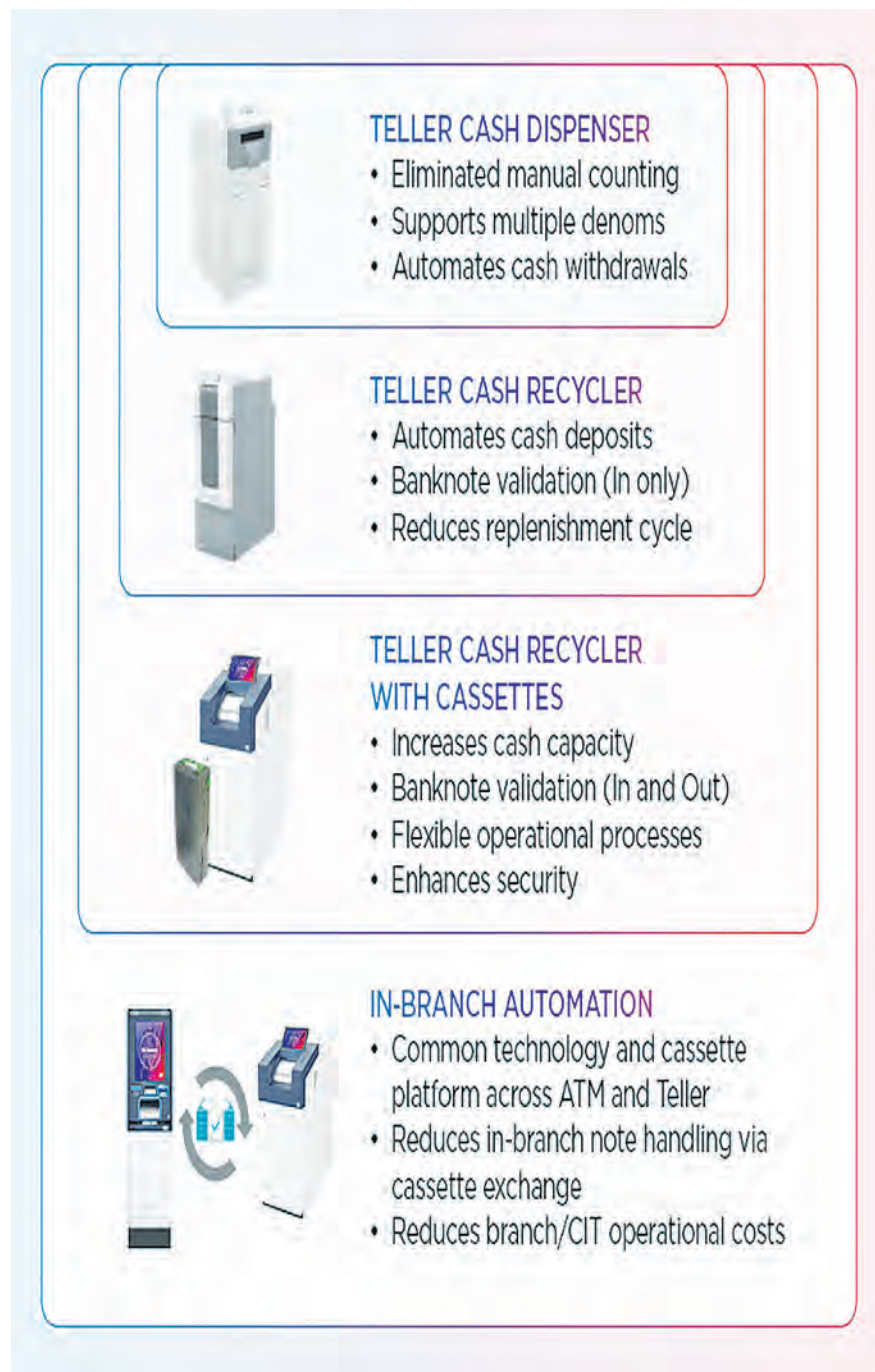 TELLER CASH DISPENSER
• Eliminated manual counting
• Supports multiple denoms
• Automates cash withdrawals
TELLER CASH RECYCLER
• Automates cash deposits
• Banknote validation (In only)
• Reduces replenishment cycle
TELLER CASH RECYCLER
WITH CASSETTES
• Increases cash capacity
• Banknote validation (In and Out)
• Flexible operational processes
• Enhances security
IN-BRANCH AUTOMATION
• Common technology and cassette
platform across ATM and Teller
• Reduces in-branch note handling via
cassette exchange
• Reduces branch/CIT operational costs